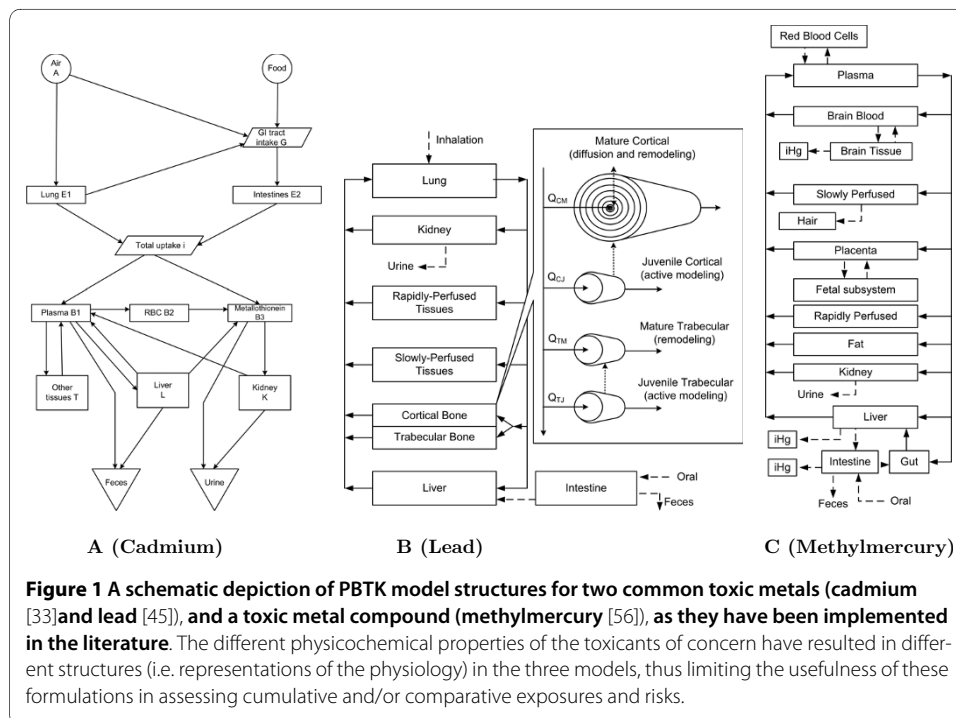 Air
A
Food
GI tract
intake G
Lung E1
Intestines E2
Total uptake i
Plasma B1
RBC B2
Metallothionein
B3
Other
tissues T
Liver
L
Kidney
K
Feces
Urine
A (Cadmium)
Inhalation
Lung
Kidney
Urine
Rapidly-Perfused
Tissues
Slowly-Perfused
Tissues
Cortical Bone
Trabecular Bone
Liver
Intestine
Oral
Feces
Mature Cortical
(diffusion and remodeling)
QCM
Juvenile Cortical
(active modeling)
QCJ
Mature Trabecular
(remodeling)
QTM
Juvenile Trabecular
(active modeling)
QTJ
B (Lead)
Red Blood Cells
Plasma
Brain Blood
iHg
Brain Tissue
Slowly Perfused
Hair
Placenta
Fetal subsystem
Rapidly Perfused
Fat
Kidney
Urine
Liver
iHg
iHg
Intestine
Gut
Feces
Oral
C (Methylmercury)
Figure 1 A schematic depiction of PBTK model structures for two common toxic metals (cadmium
[33]and lead [45]), and a toxic metal compound (methylmercury [56]), as they have been implemented
in the literature. The different physicochemical properties of the toxicants of concern have resulted in differ-
ent structures (i.e. representations of the physiology) in the three models, thus limiting the usefulness of these
formulations in assessing cumulative and/or comparative exposures and risks.